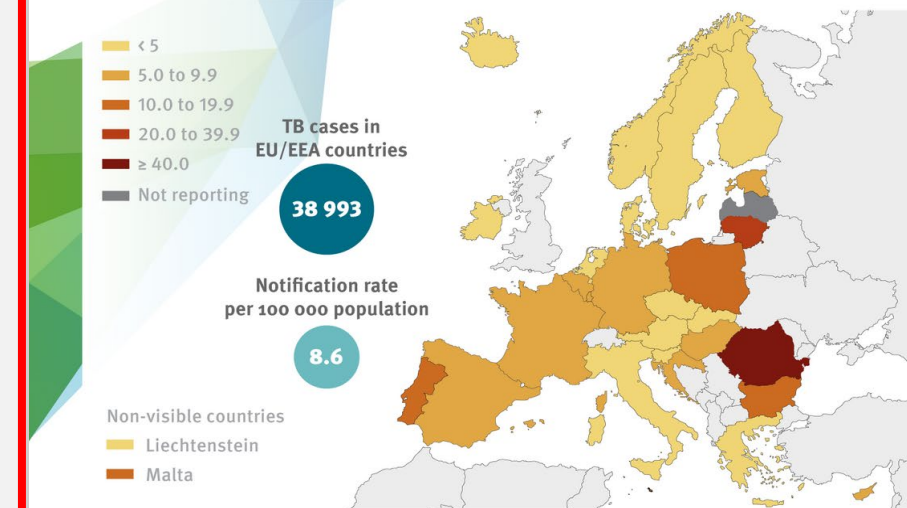 < 5
5.0 to 9.9
10.0 to 19.9
20.0 to 39.9
≥ 40.0
Not reporting
TB cases in
EU/EEA countries
38 993
Notification rate
per 100 000 population
8.6
Non-visible countries
Liechtenstein
Malta